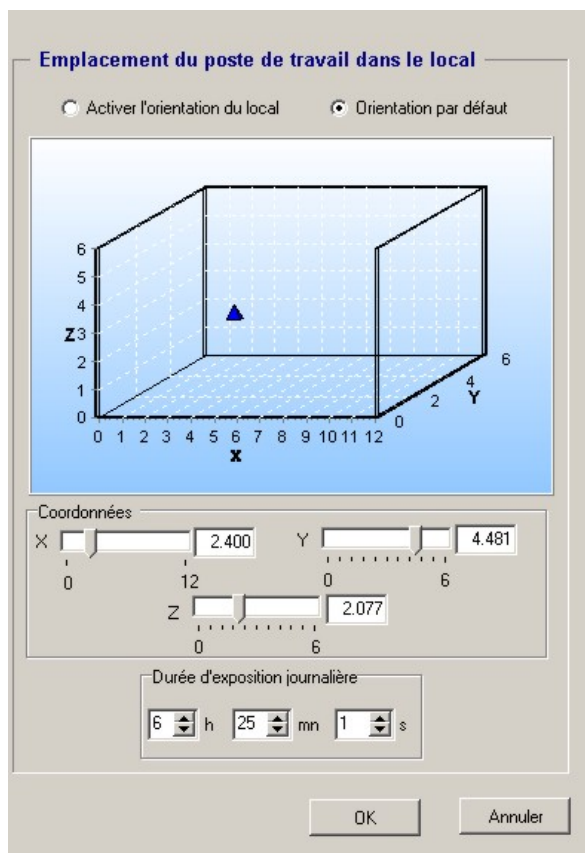 Emplacement du poste de travail dans le local
Activer l'orientation du local Orientation par défaut
6
5
4
Z 3
2
1
0
0 1 2 3 4 5 6 7 8 9 10 11 12
X
0 2 4 6
Y
Coordonnées
X 2.400 Y 4.481
0 12 0 6
Z 2.077
0 6
Durée d'exposition journalière
6 h 25 mn 1 s
OK Annuler